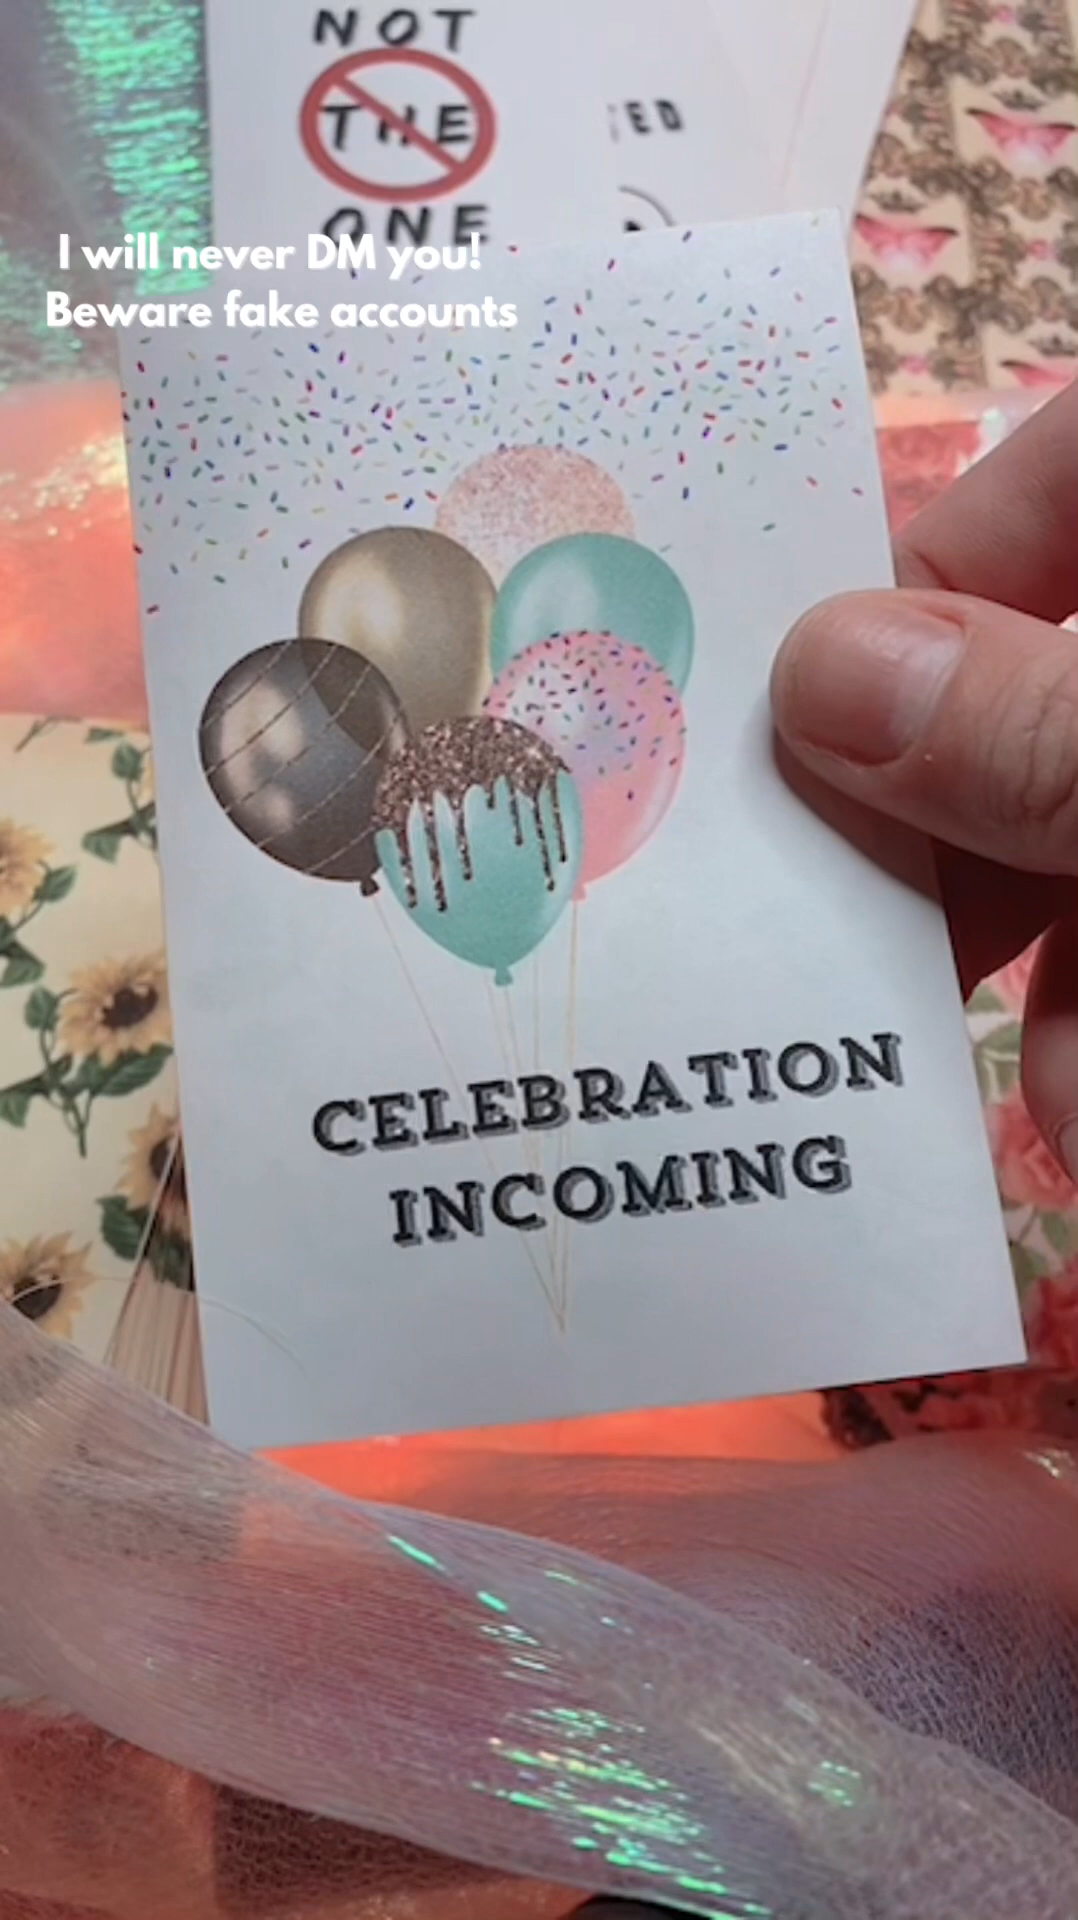 NOT
THE
ONE
I will never DM you!
Beware fake accounts
CELEBRATION
INCOMING